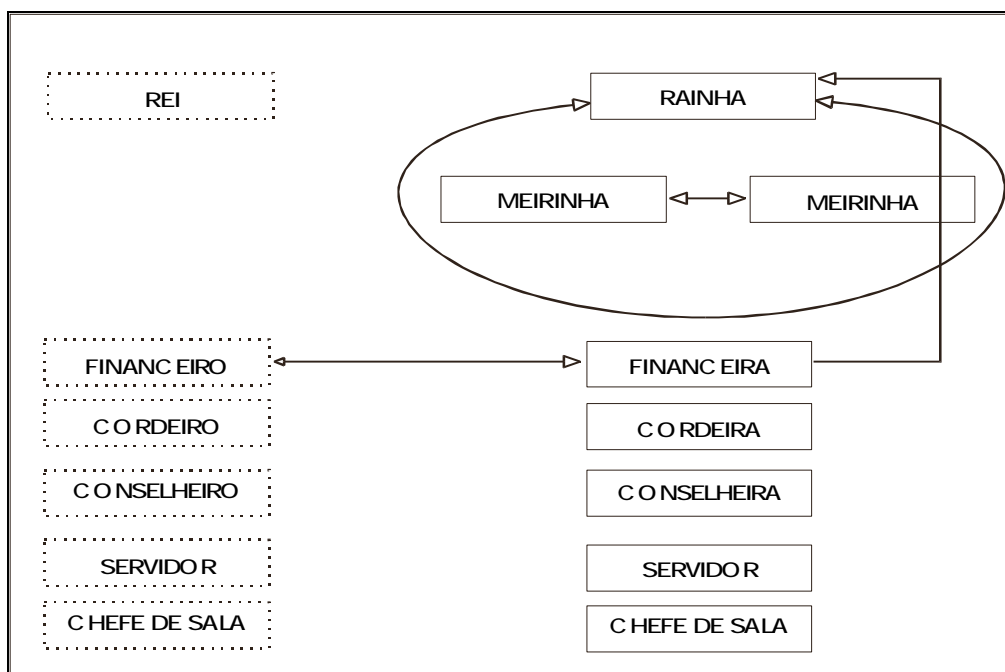 REI
RAINHA
MEIRINHA
MEIRINHA
FINANCEIRO
FINANCEIRA
CORDEIRO
CORDEIRA
CONSELHEIRO
CONSELHEIRA
SERVIDOR
SERVIDOR
CHEFE DE SALA
CHEFE DE SALA